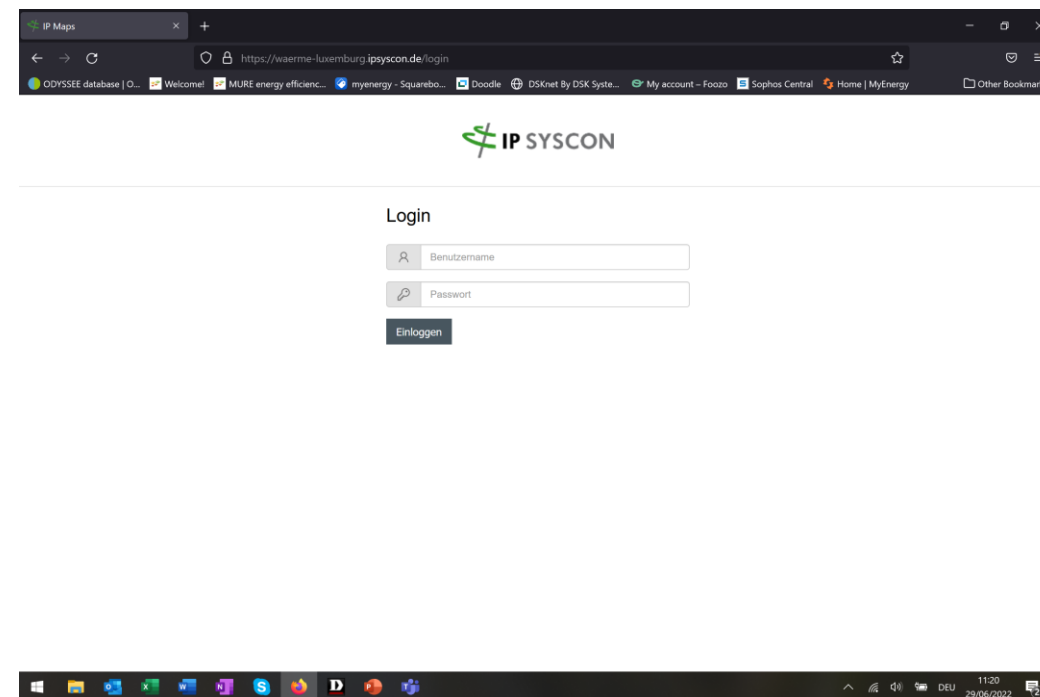 IP Maps
https://waerme-luxemburg.ipsyscon.de/login
ODYSSEE database | O... Welcome! MURE energy efficienc... myenergy - Squarebo... Doodle DSKnet By DSK Syste... My account – Foozo Sophos Central Home | MyEnergy Other Bookmar
IP SYSCON
Login
Benutzername
Passwort
Einloggen
DEU 11:20
29/06/2022